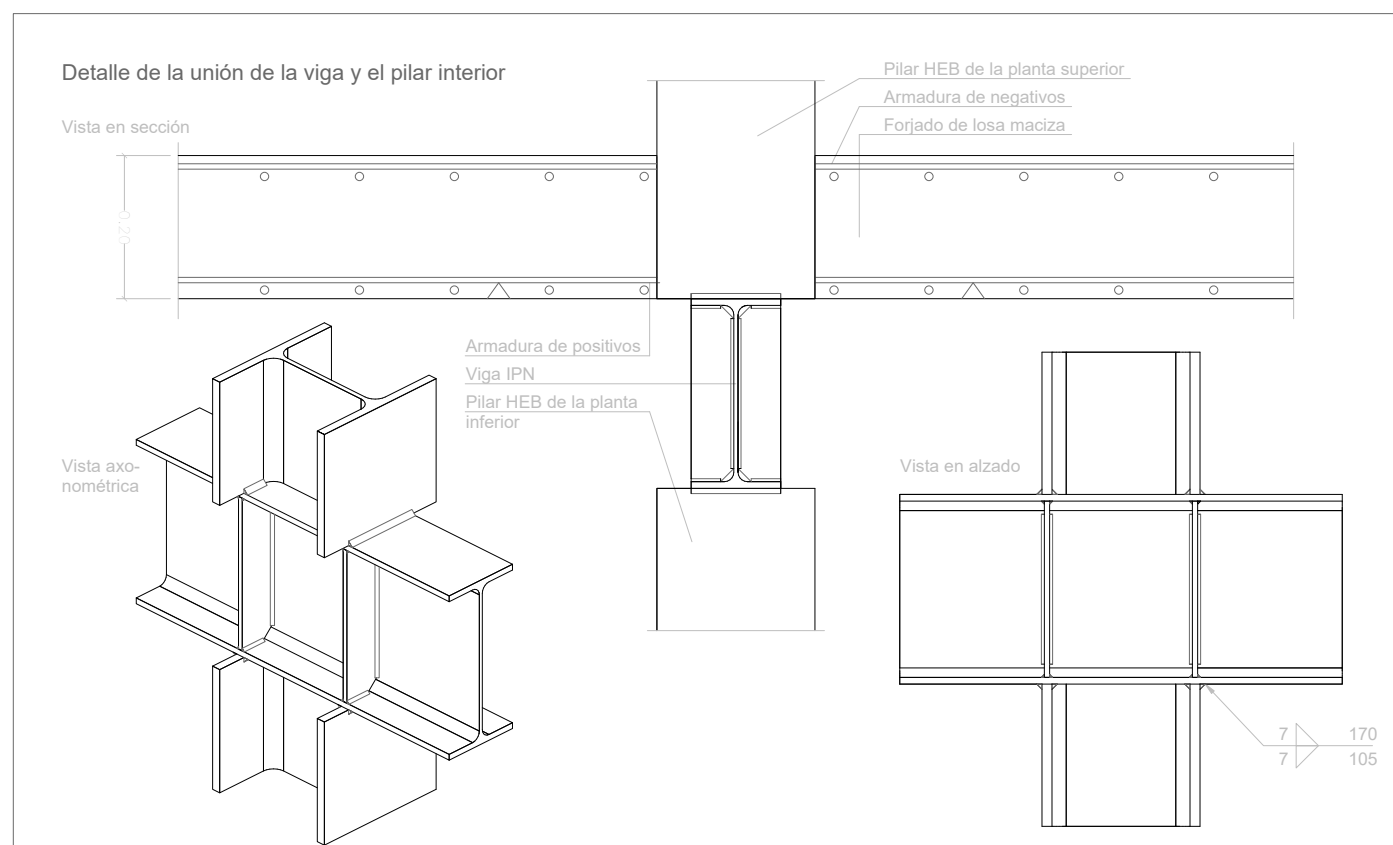 Detalle de la unión de la viga y el pilar interior
Vista en sección
Pilar HEB de la planta superior
Armadura de negativos
Forjado de losa maciza
0.20
Armadura de positivos
Viga IPN
Pilar HEB de la planta
inferior
Vista axo-
nométrica
Vista en alzado
7 170
7 105